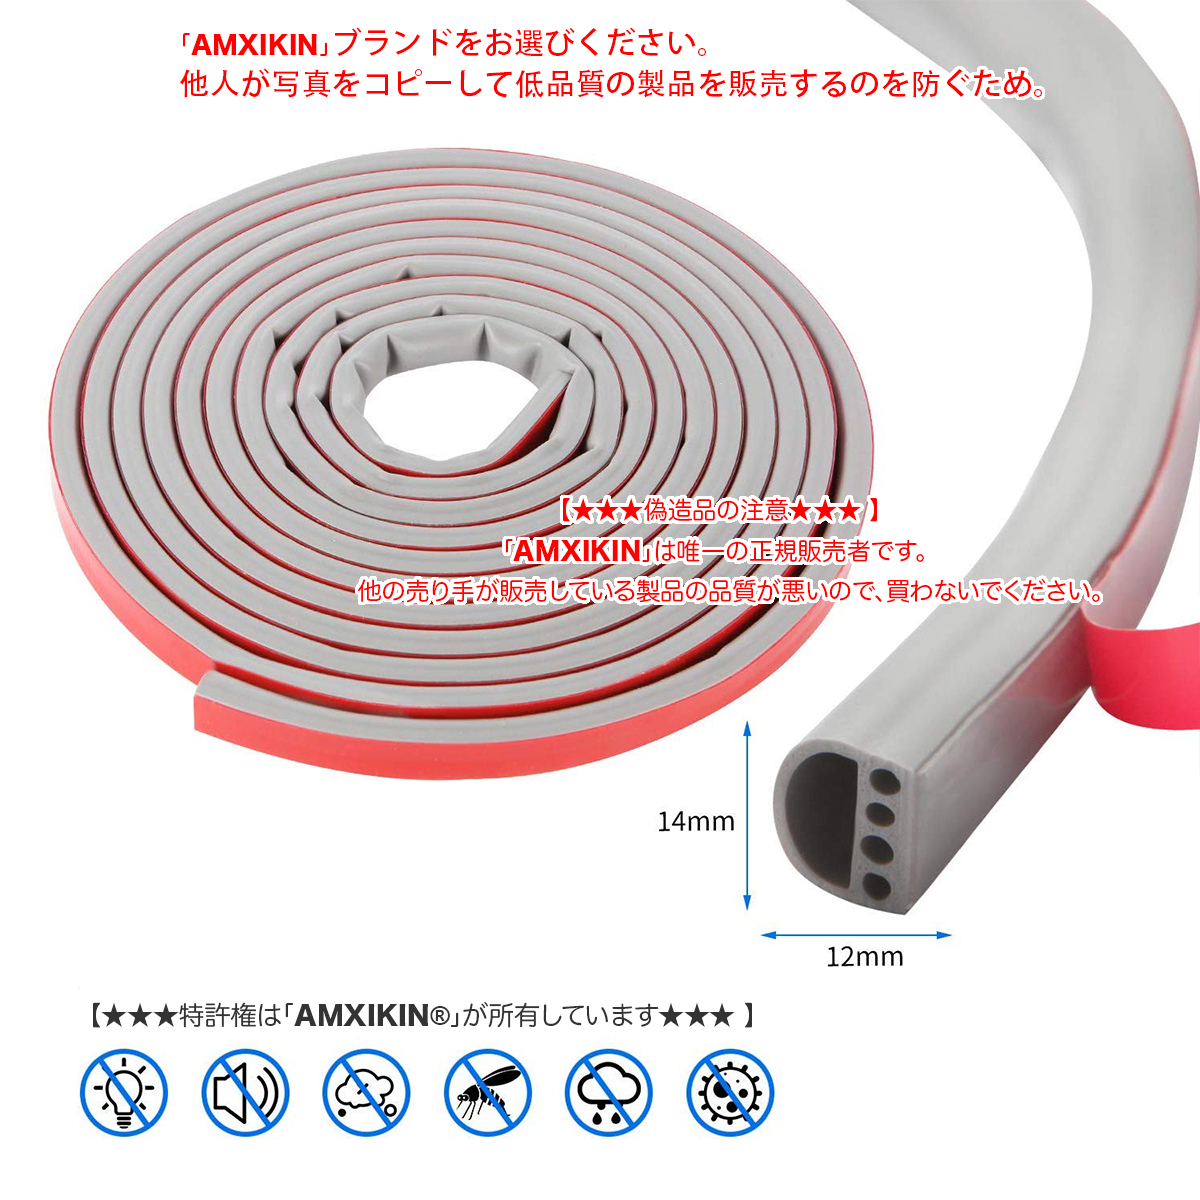 「AMXIKIN」ブランドをお選びください。
他人が写真をコピーして低品質の製品を販売するのを防ぐため。
【★★★偽造品の注意★★★ 】
「AMXIKIN」は唯一の正規販売者です。
他の売り手が販売している製品の品質が悪いので、買わないでください。
14mm
12mm
【★★★特許権は「AMXIKIN®」が所有しています★★★ 】